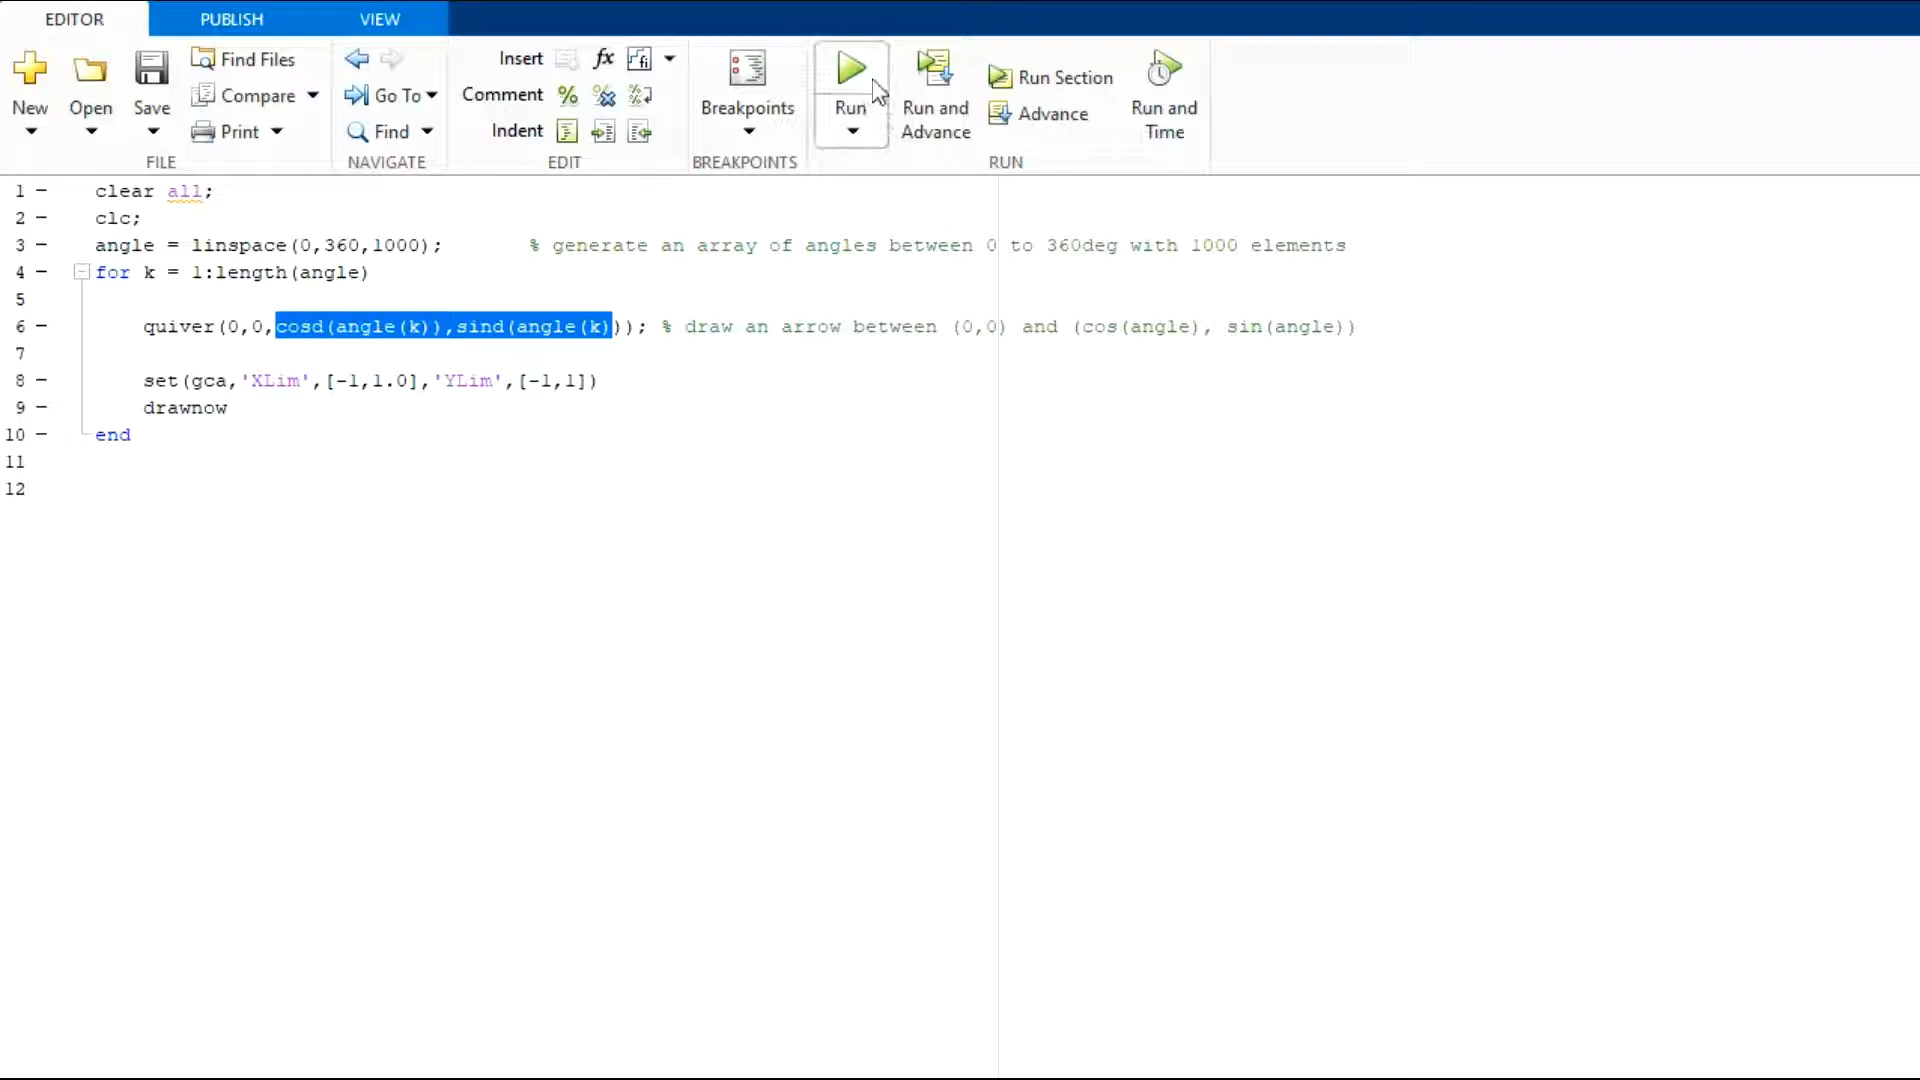 EDITOR PUBLISH VIEW
New Open Save Find Files Compare Print
FILE
Go To Find
NAVIGATE
Insert fx
Comment
Indent
EDIT
Breakpoints
BREAKPOINTS
Run Run and Advance Run Section Advance Run and Time
RUN
1 - clear all;
2 - clc;
3 - angle = linspace(0,360,1000); % generate an array of angles between 0 to 360deg with 1000 elements
4 - for k = 1:length(angle)
5
6 - quiver(0,0,cosd(angle(k)),sind(angle(k))); % draw an arrow between (0,0) and (cos(angle), sin(angle))
7
8 - set(gca,'XLim',[-1,1.0],'YLim',[-1,1])
9 - drawnow
10 - end
11
12